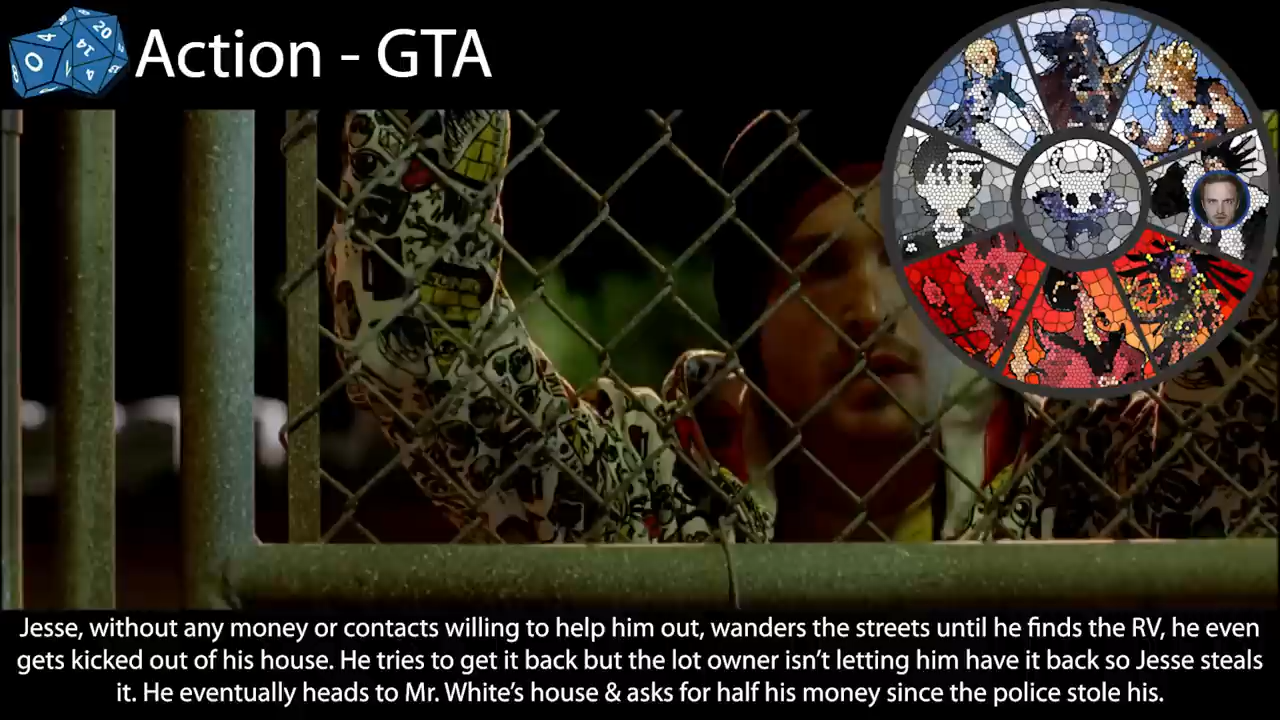 Action - GTA
Jesse, without any money or contacts willing to help him out, wanders the streets until he finds the RV, he even
gets kicked out of his house. He tries to get it back but the lot owner isn't letting him have it back so Jesse steals
it. He eventually heads to Mr. White's house & asks for half his money since the police stole his.